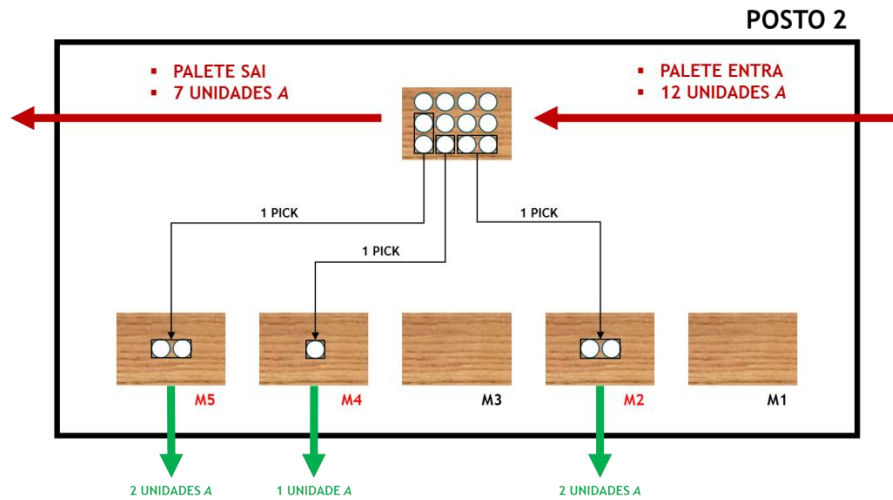 POSTO 2
▪ PALETE SAI
▪ 7 UNIDADES A
▪ PALETE ENTRA
▪ 12 UNIDADES A
1 PICK
1 PICK
1 PICK
M5
M4
M3
M2
M1
2 UNIDADES A
1 UNIDADE A
2 UNIDADES A